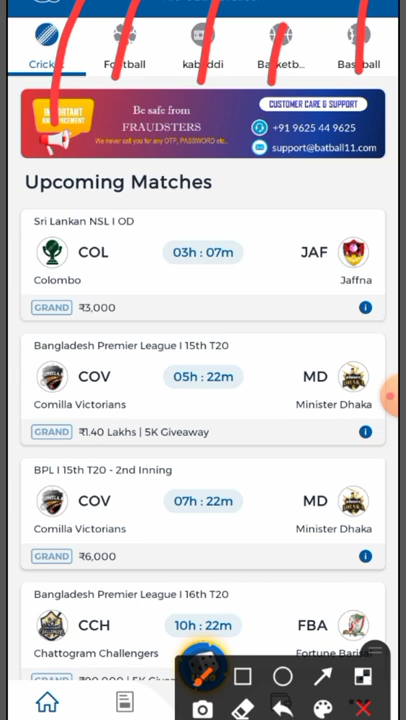 Cricket Football kabaddi Basketb... Baseball
IMPORTANT
ANNOUNCEMENT
Be safe from
FRAUDSTERS
We never call you for any OTP, PASSWORD etc..
CUSTOMER CARE & SUPPORT
+91 9625 44 9625
support@batball11.com
Upcoming Matches
Sri Lankan NSL I OD
COL 03h : 07m JAF
Colombo Jaffna
GRAND ₹3,000
Bangladesh Premier League I 15th T20
COV 05h : 22m MD
Comilla Victorians Minister Dhaka
GRAND ₹1.40 Lakhs | 5K Giveaway
BPL I 15th T20 - 2nd Inning
COV 07h : 22m MD
Comilla Victorians Minister Dhaka
GRAND ₹6,000
Bangladesh Premier League I 16th T20
CCH 10h : 22m FBA
Chattogram Challengers Fortune
GRAND